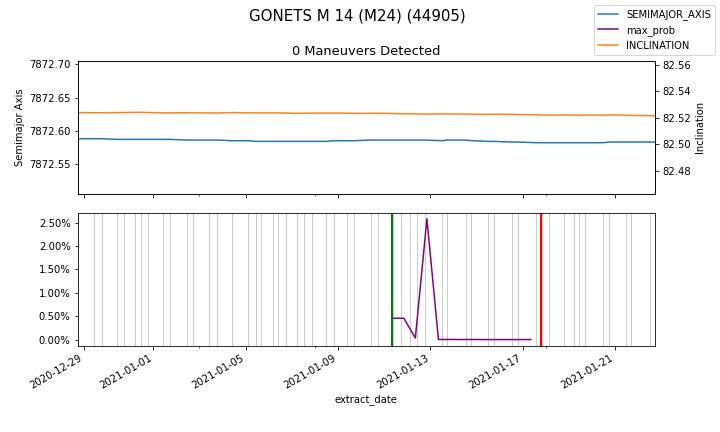 GONETS M 14 (M24) (44905)
SEMIMAJOR_AXIS
max_prob
INCLINATION
0 Maneuvers Detected
Semimajor Axis
7872.70
7872.65
7872.60
7872.55
82.56
82.54
82.52
82.50
82.48
Inclination
2.50%
2.00%
1.50%
1.00%
0.50%
0.00%
2020-12-29
2021-01-01
2021-01-05
2021-01-09
2021-01-13
2021-01-17
2021-01-21
extract_date